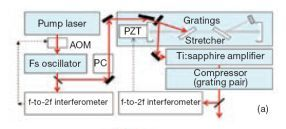 Pump laser
AOM
Fs oscillator
PC
f-to-2f interferometer
PZT
Gratings
Stretcher
Ti:sapphire amplifier
Compressor
(grating pair)
f-to-2f interferometer
(a)